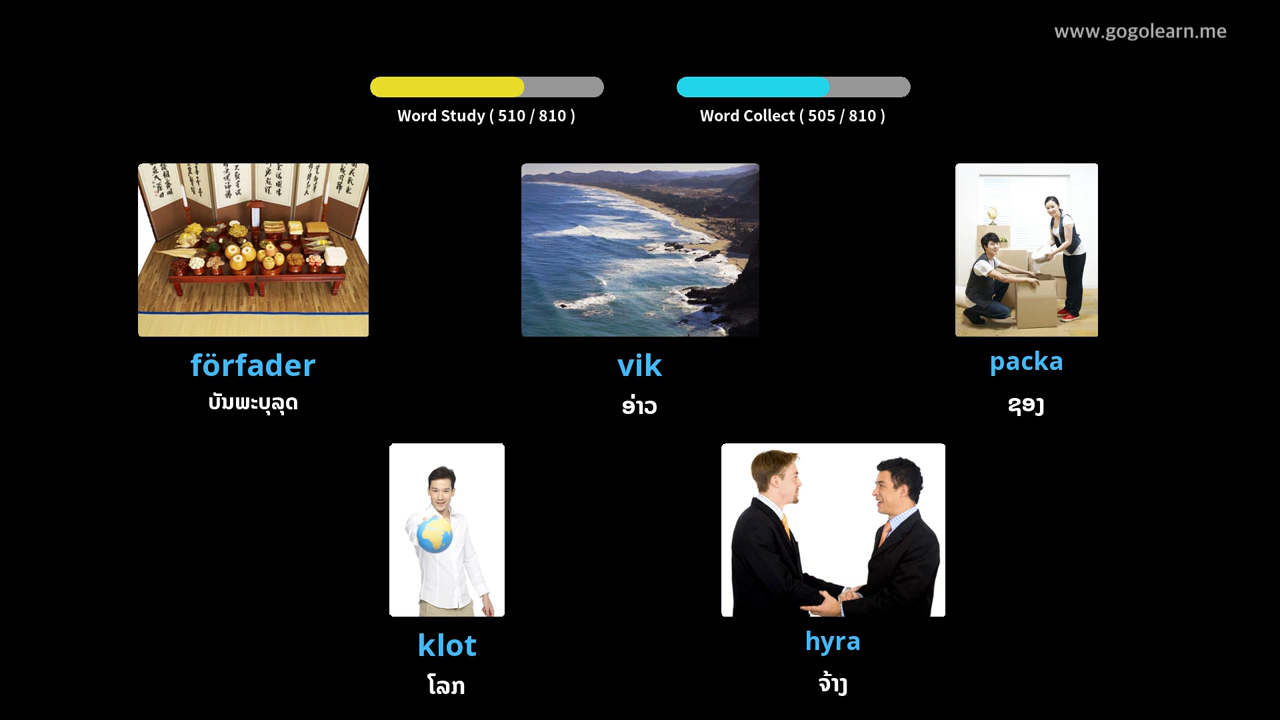 www.gogolearn.me
Word Study ( 510 / 810 )
Word Collect ( 505 / 810 )
förfader
ບັນພະບຸລຸດ
vik
ອ່າວ
packa
ຊອງ
klot
ໂລກ
hyra
ຈ້າງ